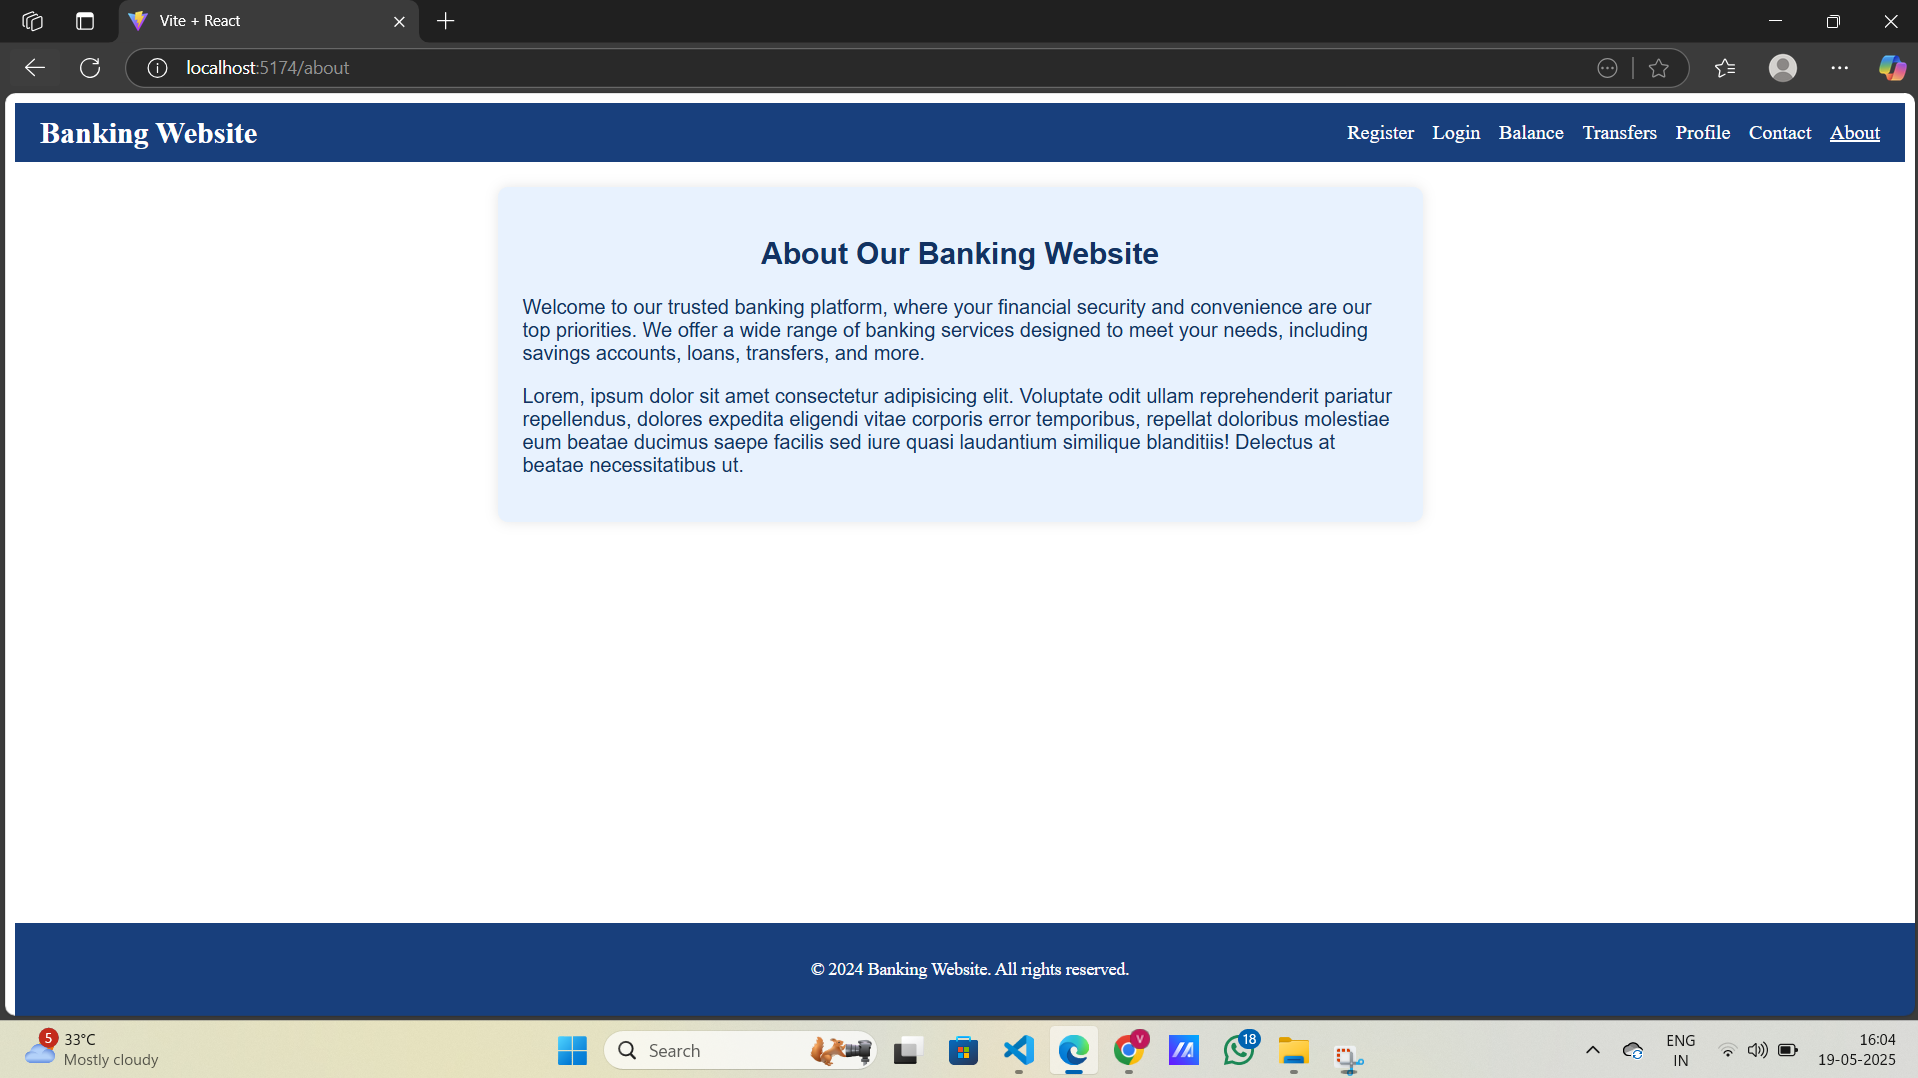 Vite + React
localhost:5174/about
Banking Website
Register Login Balance Transfers Profile Contact About
About Our Banking Website
Welcome to our trusted banking platform, where your financial security and convenience are our
top priorities. We offer a wide range of banking services designed to meet your needs, including
savings accounts, loans, transfers, and more.
Lorem, ipsum dolor sit amet consectetur adipisicing elit. Voluptate odit ullam reprehenderit pariatur
repellendus, dolores expedita eligendi vitae corporis error temporibus, repellat doloribus molestiae
eum beatae ducimus saepe facilis sed iure quasi laudantium similique blanditiis! Delectus at
beatae necessitatibus ut.
© 2024 Banking Website. All rights reserved.
5
33°C
Mostly cloudy
Search
V
18
ENG
IN
16:04
19-05-2025